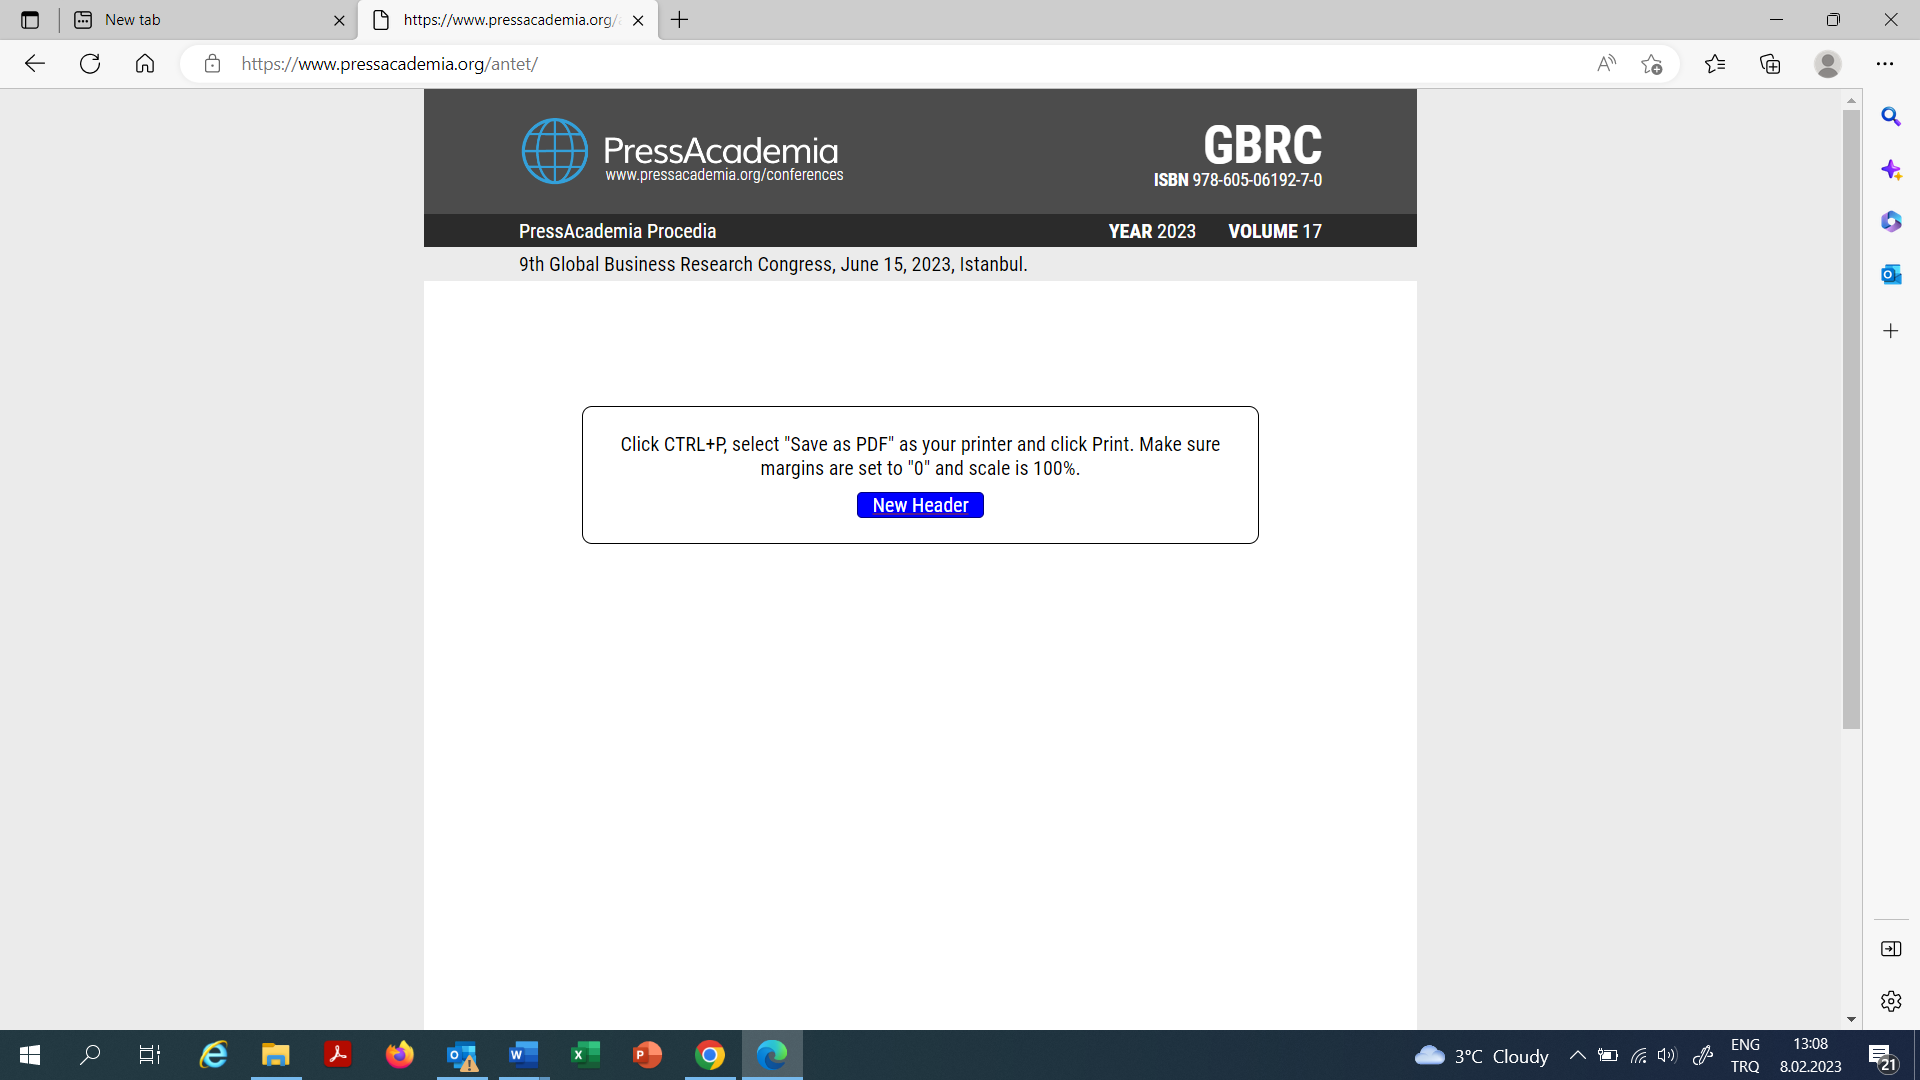 New tab
https://www.pressacademia.org/
https://www.pressacademia.org/antet/
PressAcademia
www.pressacademia.org/conferences
GBRC
ISBN 978-605-06192-7-0
PressAcademia Procedia YEAR 2023 VOLUME 17
9th Global Business Research Congress, June 15, 2023, Istanbul.
Click CTRL+P, select "Save as PDF" as your printer and click Print. Make sure
margins are set to "0" and scale is 100%.
New Header
3°C Cloudy
ENG
TRQ
13:08
8.02.2023
21